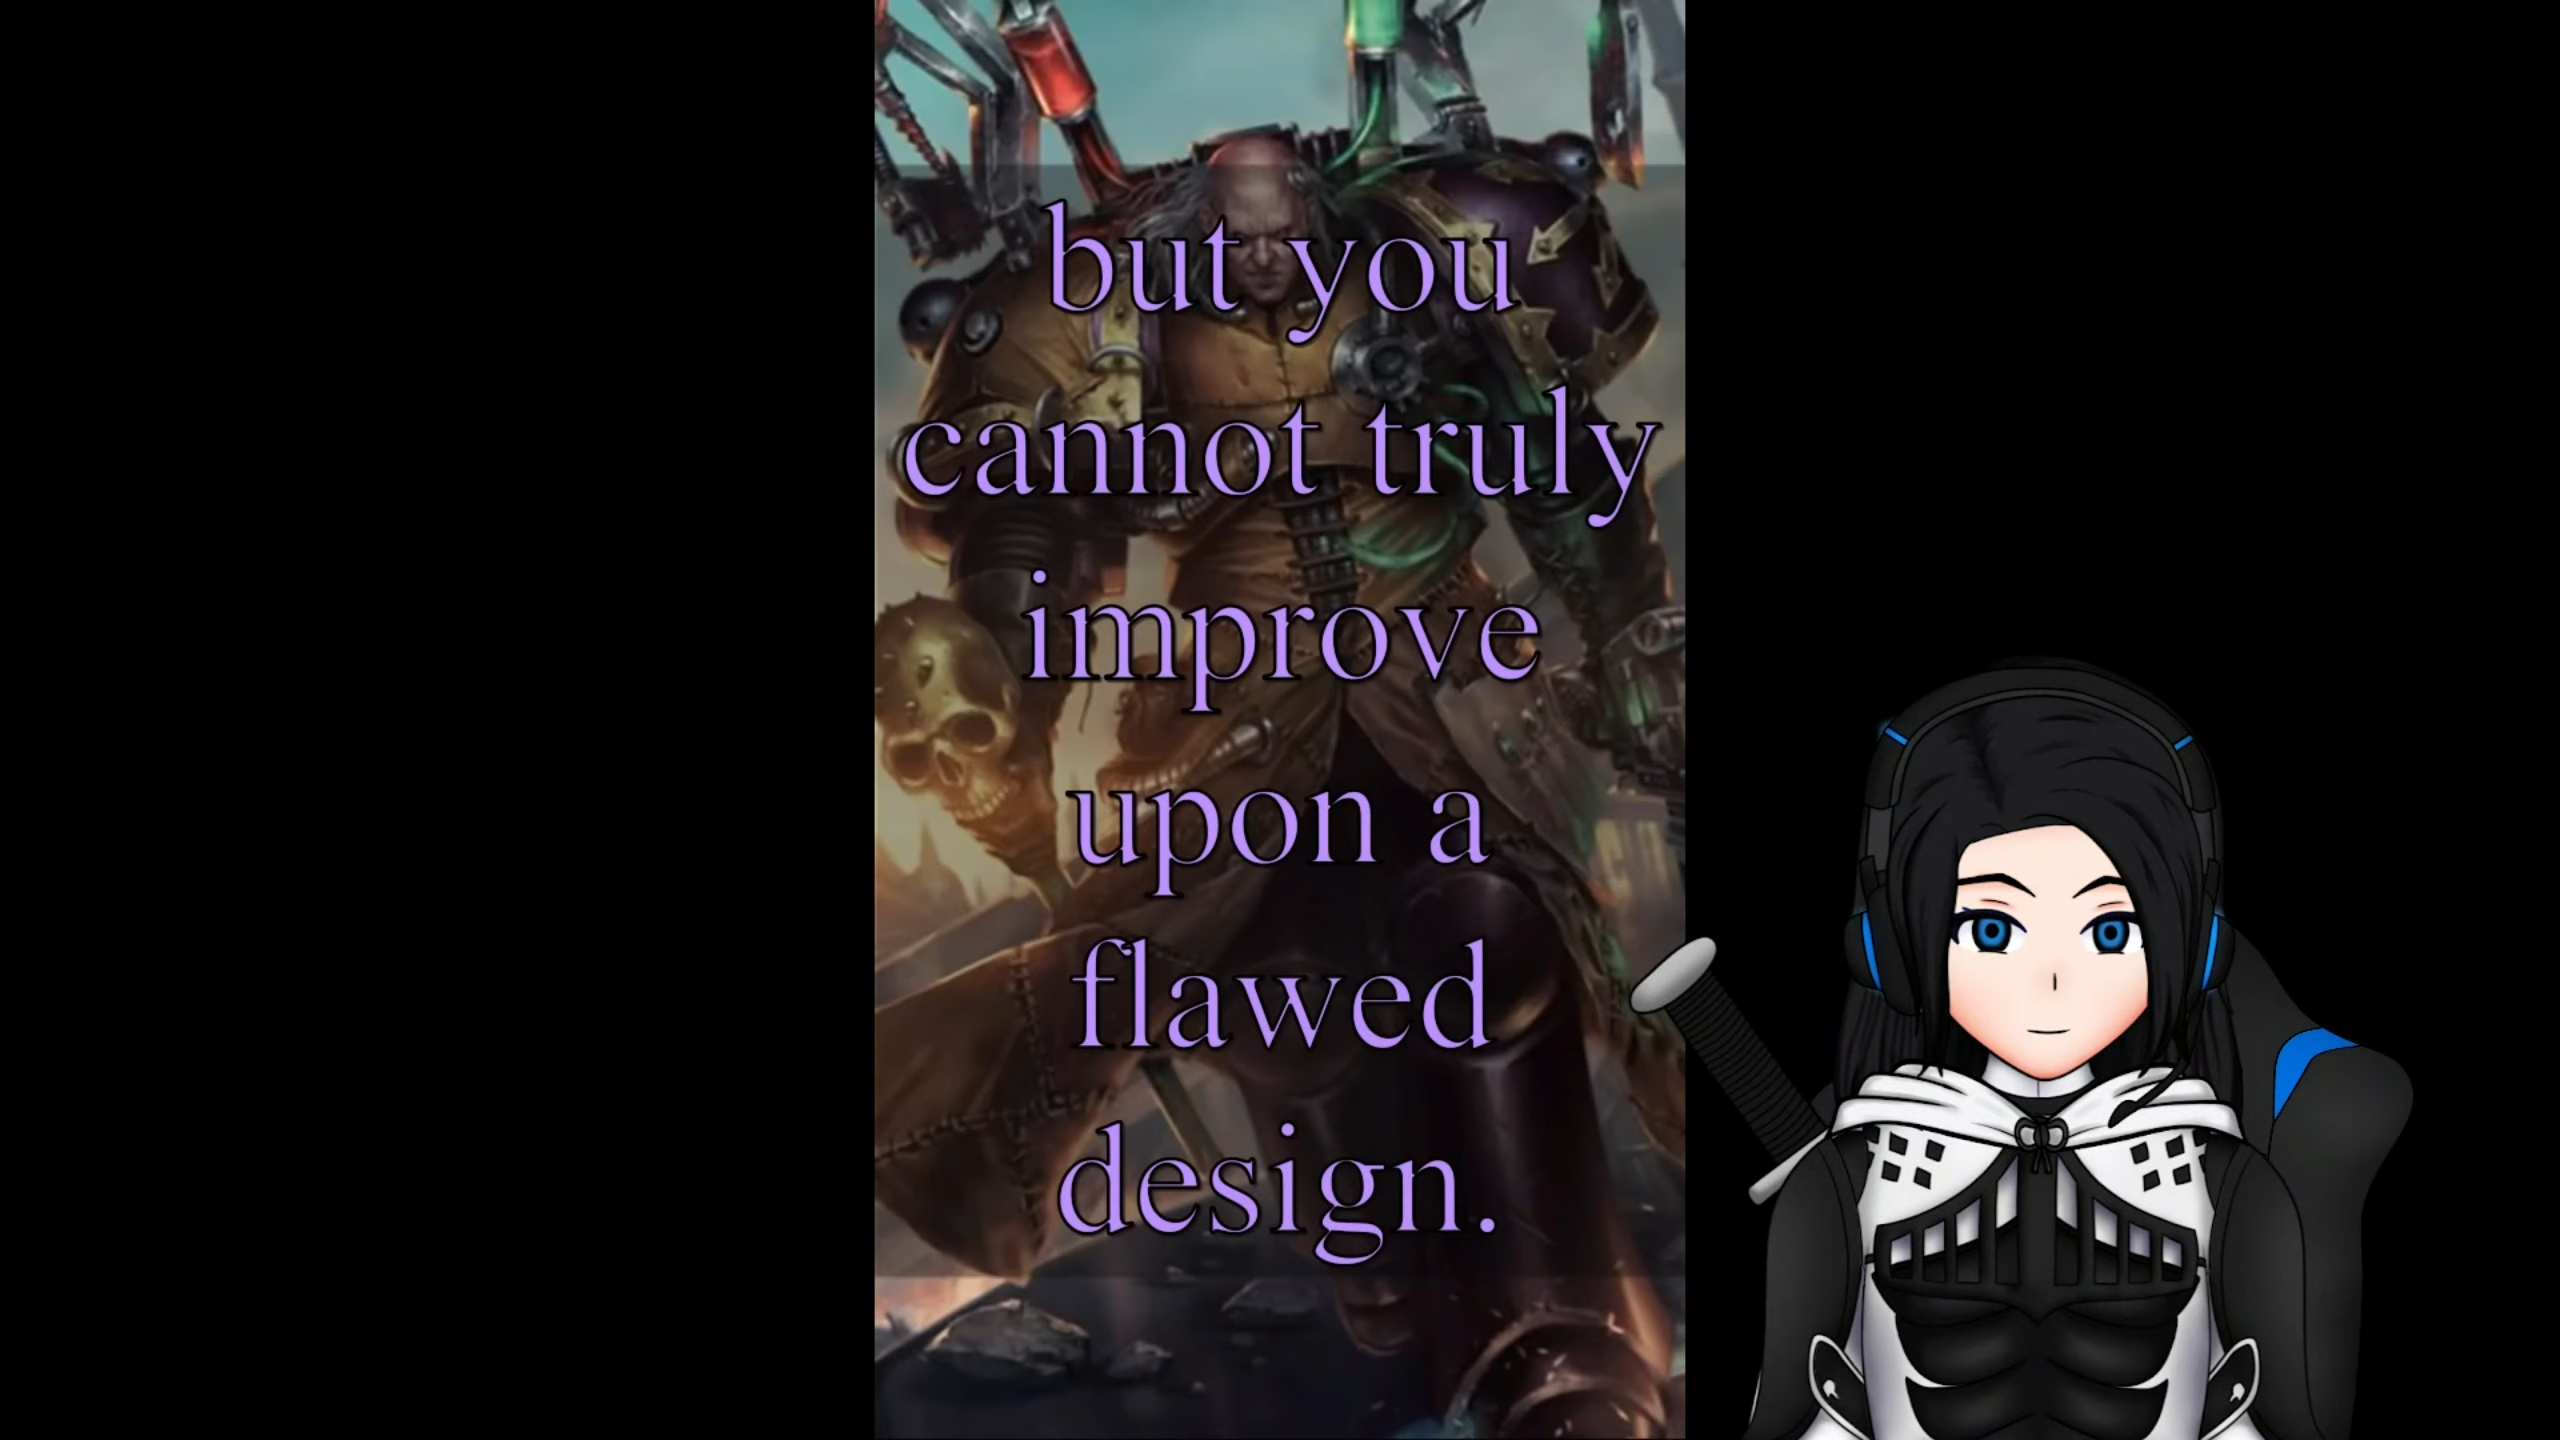 but you
cannot truly
improve
upon a
flawed
design.